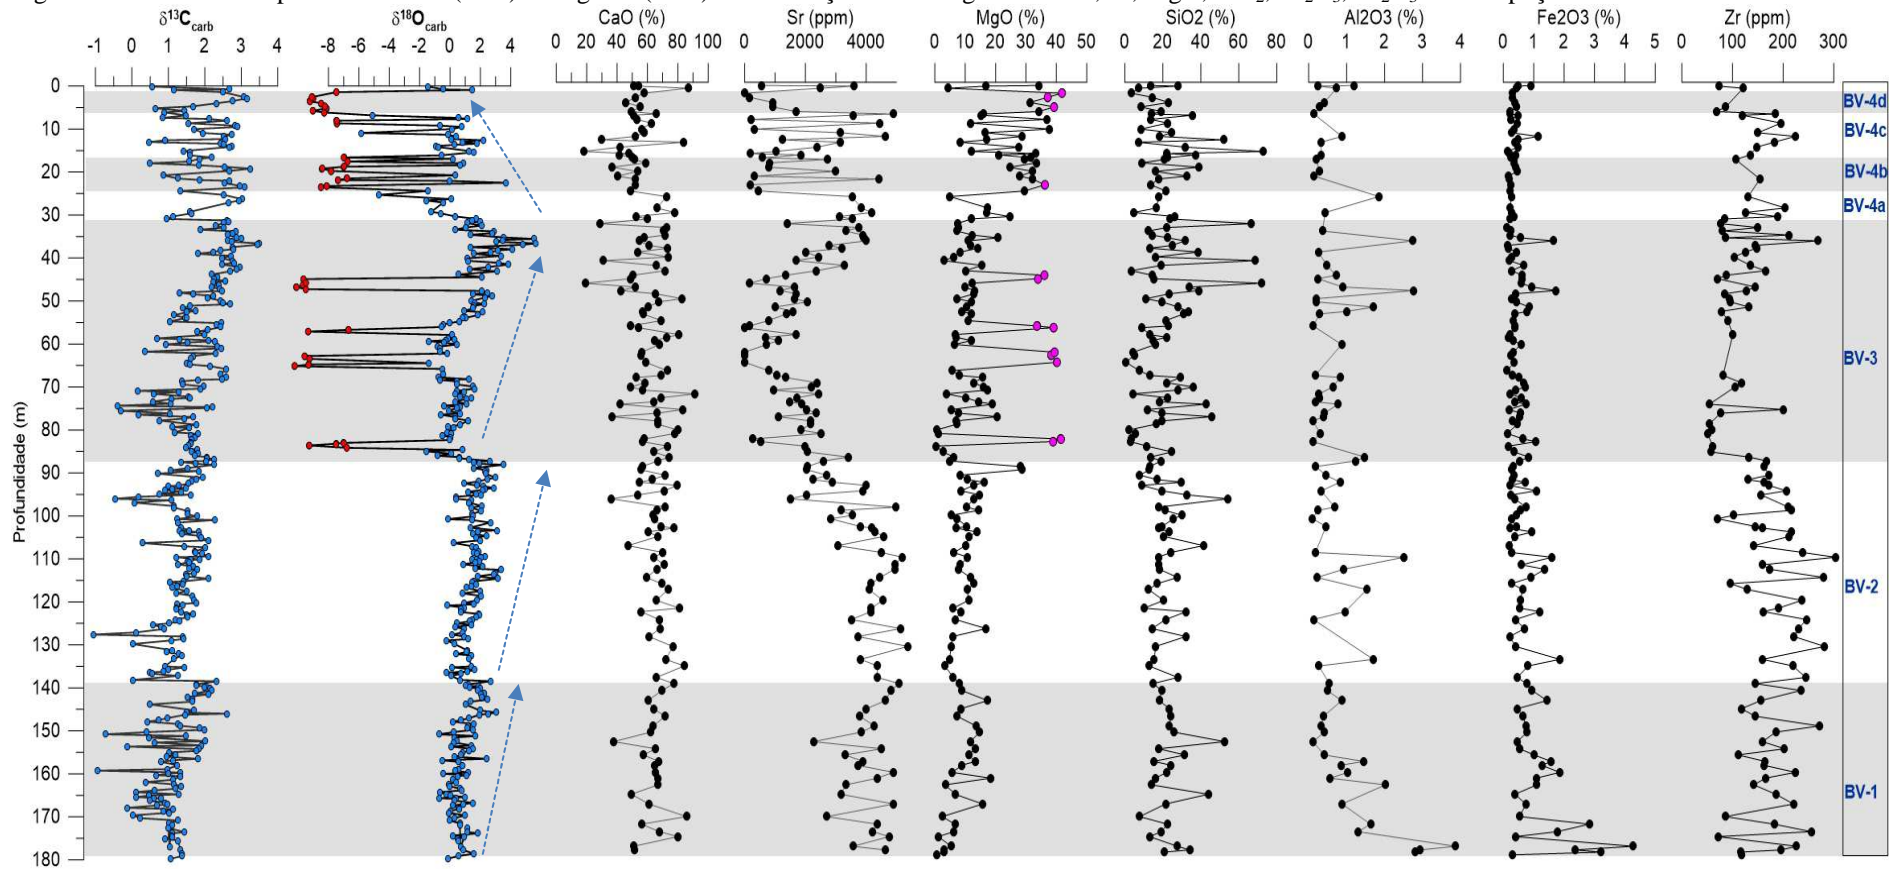 δ13Ccarb δ18Ocarb CaO (%) Sr (ppm) MgO (%) SiO2 (%) Al2O3 (%) Fe2O3 (%) Zr (ppm)
-1 0 1 2 3 4 -8 -6 -4 -2 0 2 4 0 20 40 60 80 100 0 2000 4000 0 10 20 30 40 50 0 20 40 60 80 0 1 2 3 4 0 1 2 3 4 5 0 100 200 300
0
BV-4d
10
BV-4c
20
BV-4b
BV-4a
30
40
50
60
BV-3
70
Profundidade (m)
80
90
100
110
BV-2
120
130
140
150
160
BV-1
170
180